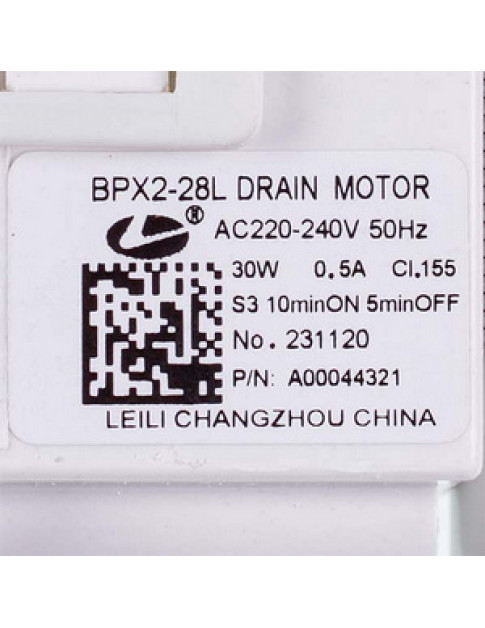 BPX2-28L DRAIN MOTOR
®
AC220-240V 50Hz
30W 0.5A Cl.155
S3 10minON 5minOFF
No. 231120
P/N: A00044321
LEILI CHANGZHOU CHINA